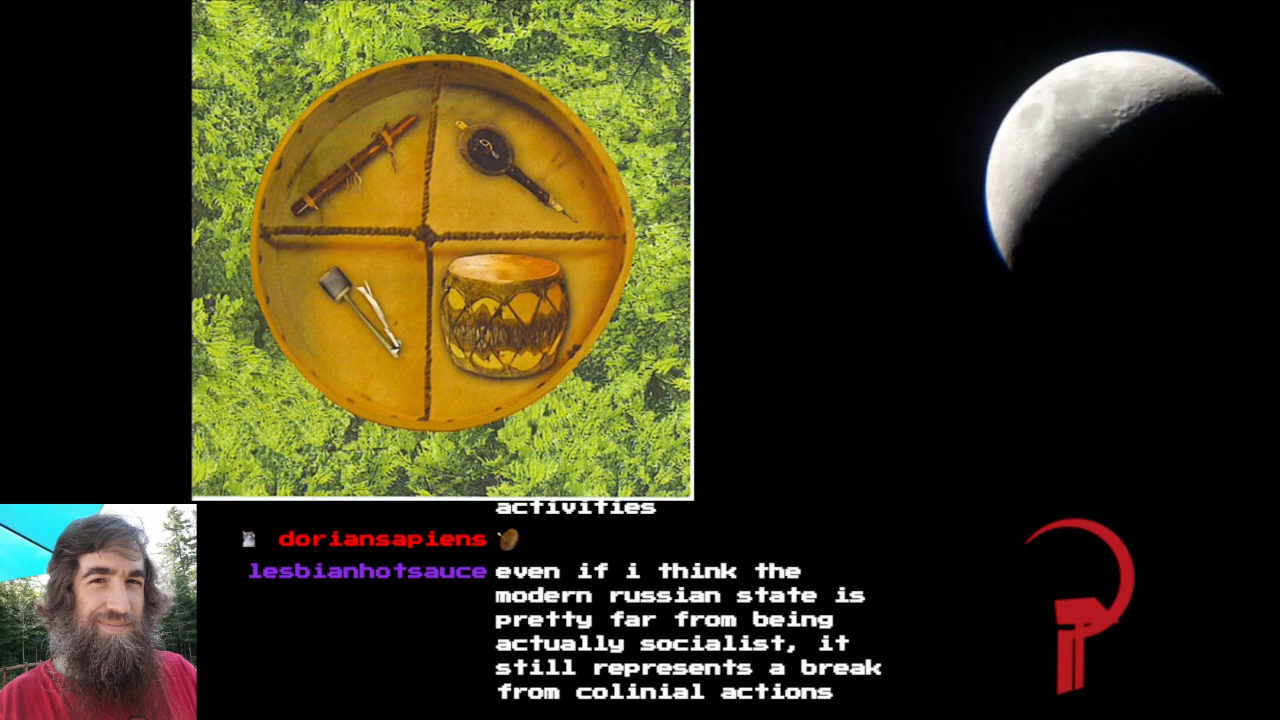 activities
doriansapiens
lesbianhotsauce even if i think the
modern russian state is
pretty far from being
actually socialist, it
still represents a break
from colinial actions